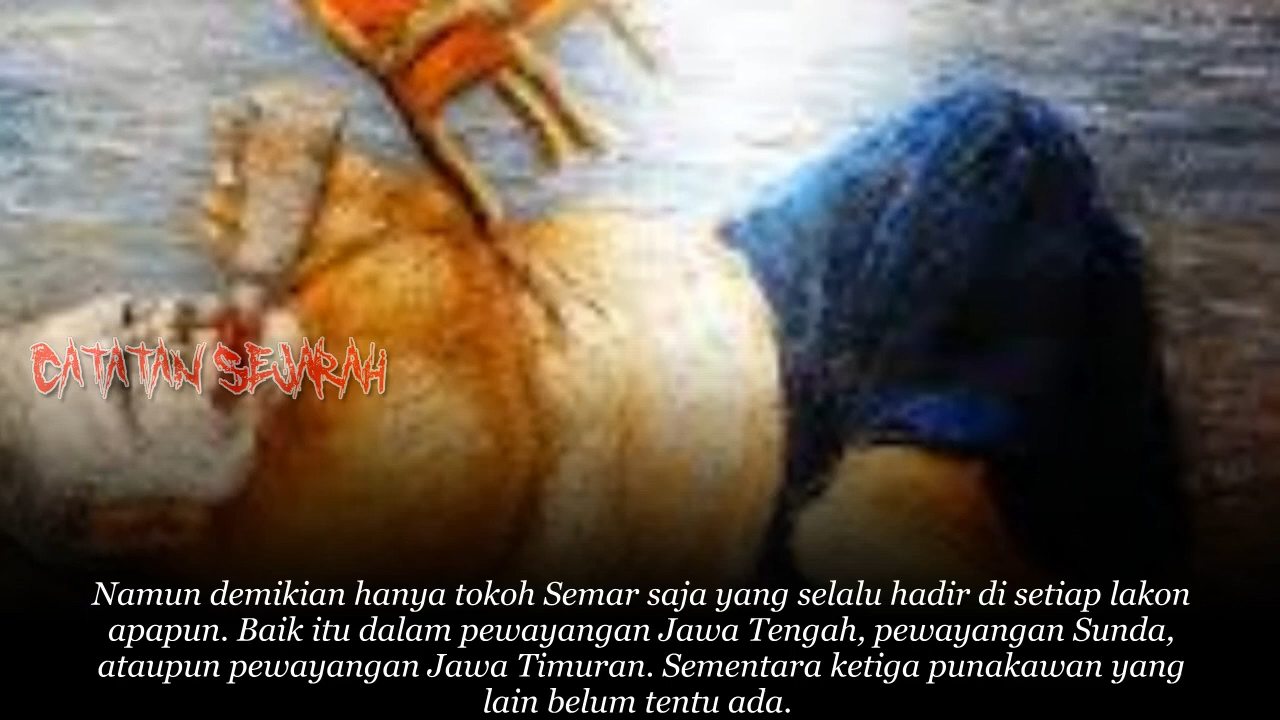 CATATAN SEJARAH
Namun demikian hanya tokoh Semar saja yang selalu hadir di setiap lakon
apapun. Baik itu dalam pewayangan Jawa Tengah, pewayangan Sunda,
ataupun pewayangan Jawa Timuran. Sementara ketiga punakawan yang
lain belum tentu ada.